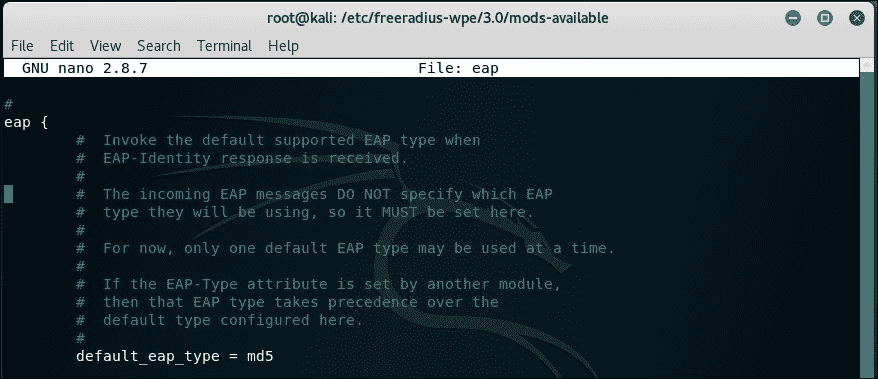 root@kali: /etc/freeradius-wpe/3.0/mods-available
File Edit View Search Terminal Help
GNU nano 2.8.7 File: eap
#
eap {
#  Invoke the default supported EAP type when
#  EAP-Identity response is received.
#
#  The incoming EAP messages DO NOT specify which EAP
#  type they will be using, so it MUST be set here.
#
#  For now, only one default EAP type may be used at a time.
#
#  If the EAP-Type attribute is set by another module,
#  then that EAP type takes precedence over the
#  default type configured here.
#
default_eap_type = md5